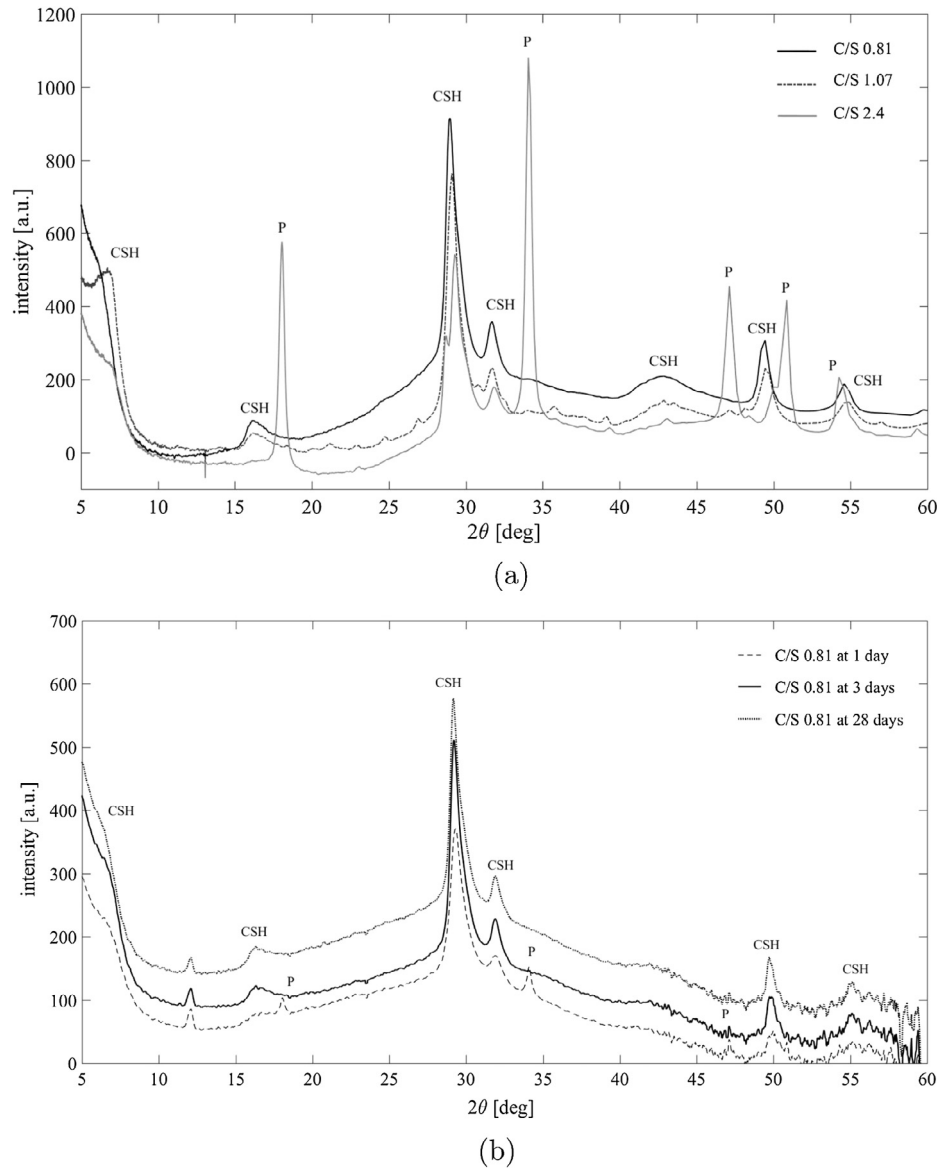 1200
1000
800
600
400
200
0
intensity [a.u.]
P
C/S 0.81
C/S 1.07
C/S 2.4
CSH
P
CSH
P
P
CSH
CSH
CSH
P
CSH
CSH
5 10 15 20 25 30 35 40 45 50 55 60
2θ [deg]
(a)
700
600
500
400
300
200
100
0
intensity [a.u.]
C/S 0.81 at 1 day
C/S 0.81 at 3 days
C/S 0.81 at 28 days
CSH
CSH
CSH
CSH
CSH
CSH
P
P
P
5 10 15 20 25 30 35 40 45 50 55 60
2θ [deg]
(b)